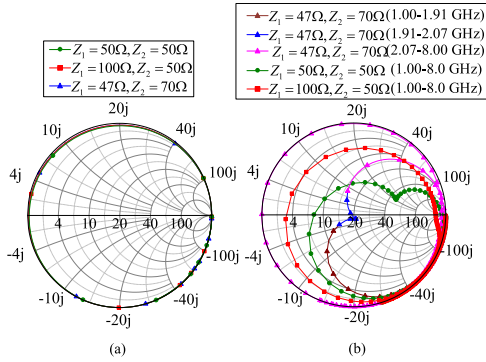 Z₁ = 50Ω, Z₂ = 50Ω
Z₁ = 100Ω, Z₂ = 50Ω
Z₁ = 47Ω, Z₂ = 70Ω
20j
10j 40j
4j 100j
4 10 20 40 100
-4j -100j
-10j -40j
-20j
(a)
Z₁ = 47Ω, Z₂ = 70Ω(1.00-1.91 GHz)
Z₁ = 47Ω, Z₂ = 70Ω(1.91-2.07 GHz)
Z₁ = 47Ω, Z₂ = 70Ω(2.07-8.00 GHz)
Z₁ = 50Ω, Z₂ = 50Ω(1.00-8.0 GHz)
Z₁ = 100Ω, Z₂ = 50Ω(1.00-8.0 GHz)
20j
10j 40j
4j 100j
4 10 20 40 100
-4j -100j
-10j -40j
-20j
(b)